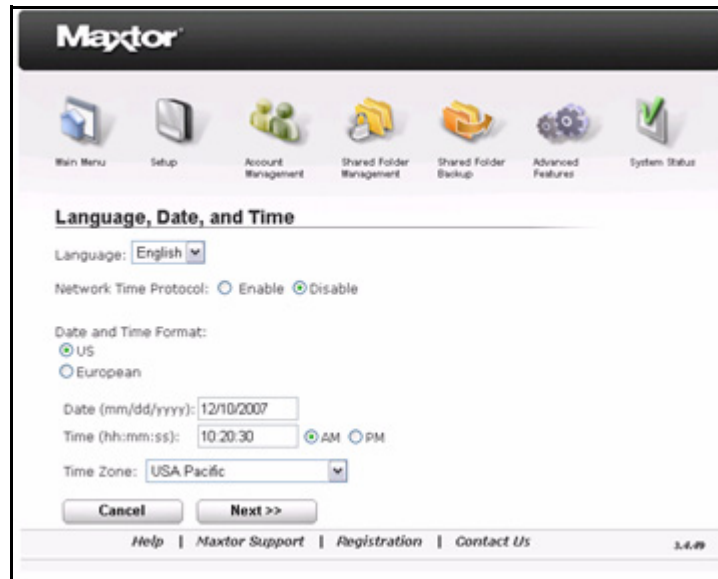 Maxtor
Main Menu
Setup
Account Management
Shared Folder Management
Shared Folder Backup
Advanced Features
System Status
Language, Date, and Time
Language: English
Network Time Protocol: Enable Disable
Date and Time Format:
US
European
Date (mm/dd/yyyy): 12/10/2007
Time (hh:mm:ss): 10:20:30 AM PM
Time Zone: USA Pacific
Cancel Next >>
Help | Maxtor Support | Registration | Contact Us
3.4.49